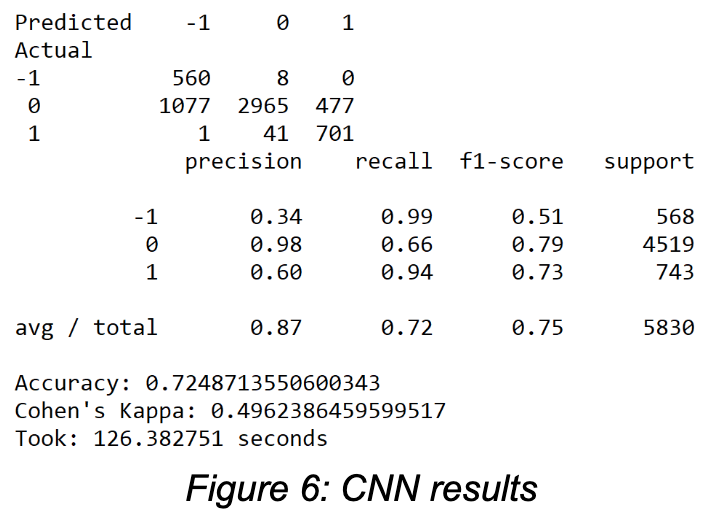 Predicted -1 0 1
Actual
-1 560 8 0
0 1077 2965 477
1 1 41 701
precision recall f1-score support
-1 0.34 0.99 0.51 568
0 0.98 0.66 0.79 4519
1 0.60 0.94 0.73 743
avg / total 0.87 0.72 0.75 5830
Accuracy: 0.7248713550600343
Cohen's Kappa: 0.4962386459599517
Took: 126.382751 seconds
Figure 6: CNN results